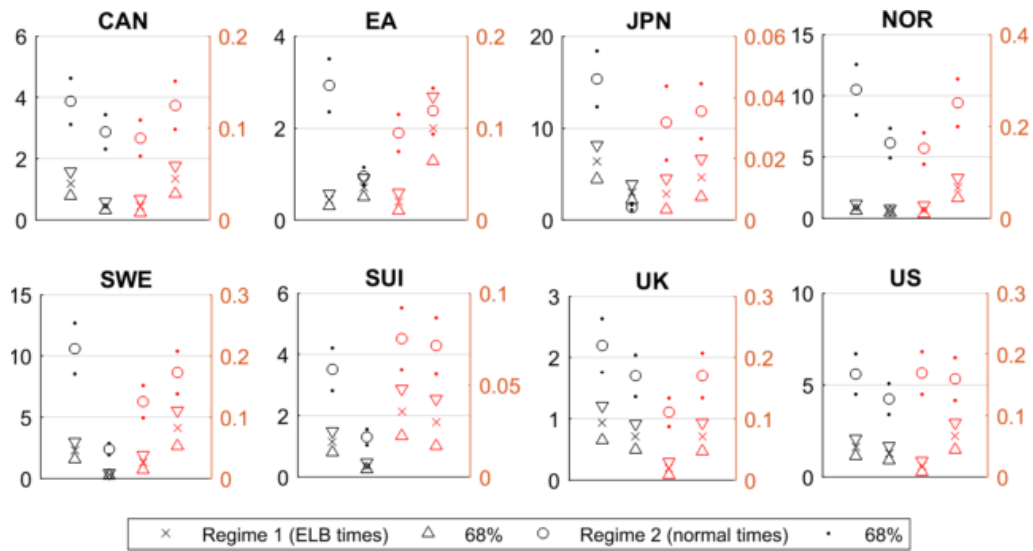 CAN EA JPN NOR
6 0.2 4 0.2 20 0.06 15 0.4
4 0.04
0.1 2 0.1 10 10 0.2
2 0.02 5
0 0 0 0 0 0 0 0
SWE SUI UK US
15 0.3 6 0.1 3 0.3 10 0.3
10 0.2 4 2 0.2 0.2
0.05 5
5 0.1 2 1 0.1 0.1
0 0 0 0 0 0 0 0
Regime 1 (ELB times) 68% Regime 2 (normal times) 68%